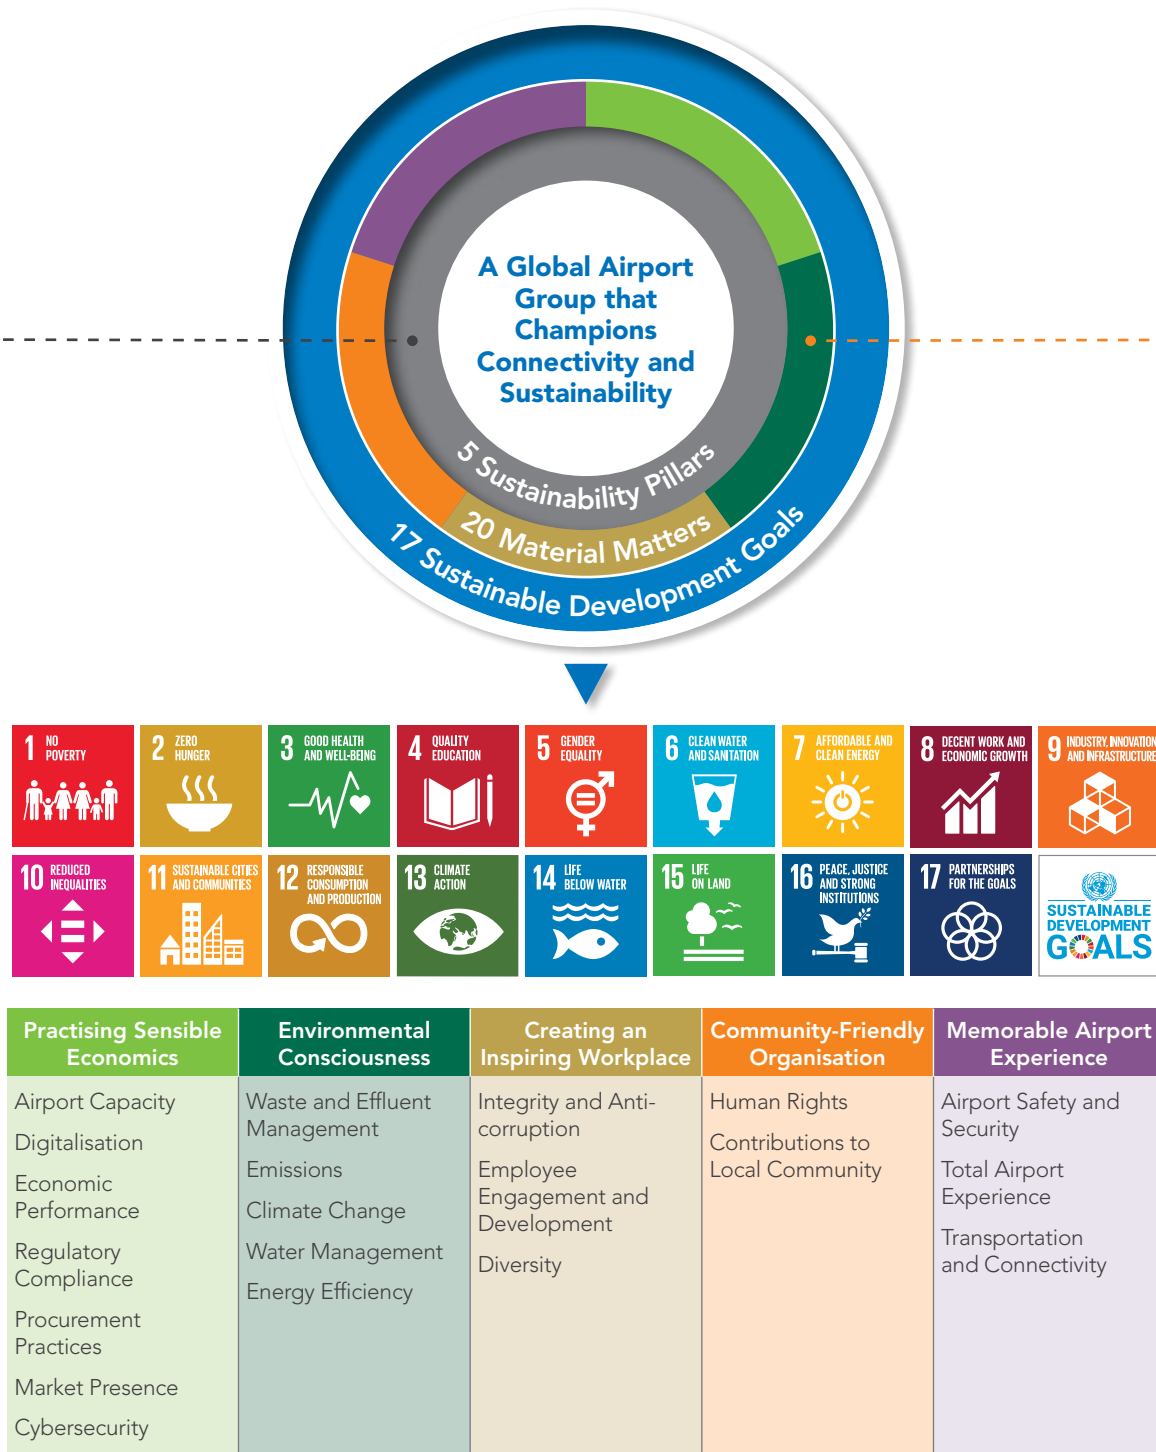 A Global Airport
Group that
Champions
Connectivity and
Sustainability
5 Sustainability Pillars
20 Material Matters
17 Sustainable Development Goals
1 NO
POVERTY
2 ZERO
HUNGER
3 GOOD HEALTH
AND WELL-BEING
4 QUALITY
EDUCATION
5 GENDER
EQUALITY
6 CLEAN WATER
AND SANITATION
7 AFFORDABLE AND
CLEAN ENERGY
8 DECENT WORK AND
ECONOMIC GROWTH
9 INDUSTRY, INNOVATION
AND INFRASTRUCTURE
10 REDUCED
INEQUALITIES
11 SUSTAINABLE CITIES
AND COMMUNITIES
12 RESPONSIBLE
CONSUMPTION
AND PRODUCTION
13 CLIMATE
ACTION
14 LIFE
BELOW WATER
15 LIFE
ON LAND
16 PEACE, JUSTICE
AND STRONG
INSTITUTIONS
17 PARTNERSHIPS
FOR THE GOALS
SUSTAINABLE
DEVELOPMENT
GOALS
Practising Sensible
Economics
Airport Capacity
Digitalisation
Economic
Performance
Regulatory
Compliance
Procurement
Practices
Market Presence
Cybersecurity
Environmental
Consciousness
Waste and Effluent
Management
Emissions
Climate Change
Water Management
Energy Efficiency
Creating an
Inspiring Workplace
Integrity and Anti-
corruption
Employee
Engagement and
Development
Diversity
Community-Friendly
Organisation
Human Rights
Contributions to
Local Community
Memorable Airport
Experience
Airport Safety and
Security
Total Airport
Experience
Transportation
and Connectivity